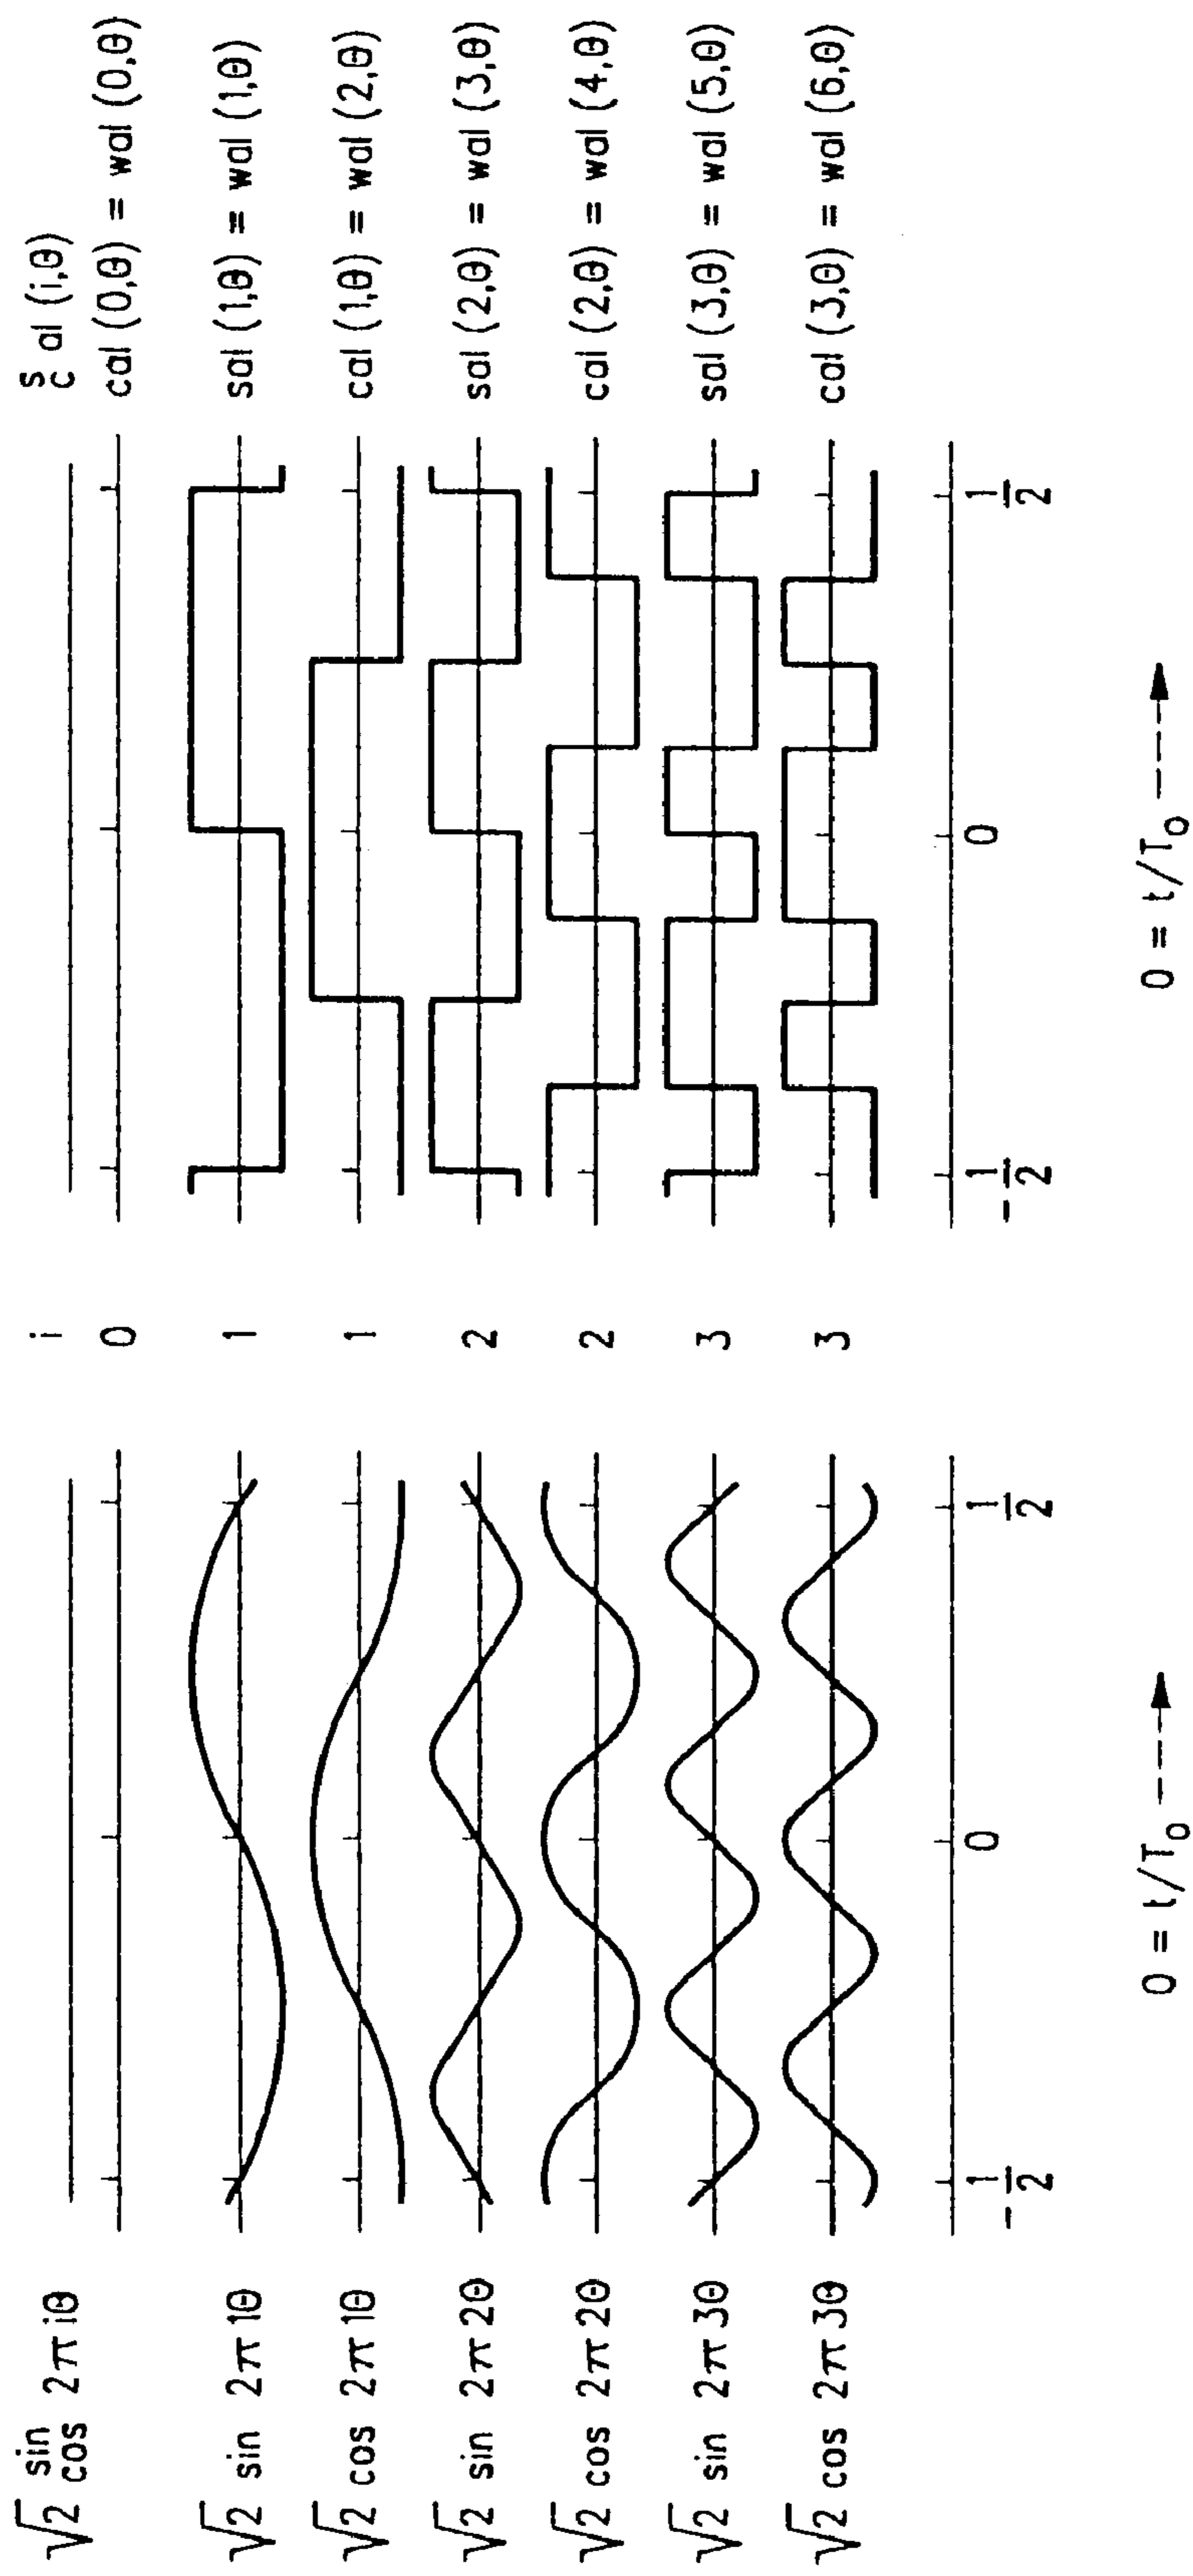 √2 sin cos 2π iθ i s c al (i,θ)
0 cal (0,θ) = wal (0,θ)
√2 sin 2π 1θ 1 sal (1,θ) = wal (1,θ)
√2 cos 2π 1θ 1 cal (1,θ) = wal (2,θ)
√2 sin 2π 2θ 2 sal (2,θ) = wal (3,θ)
√2 cos 2π 2θ 2 cal (2,θ) = wal (4,θ)
√2 sin 2π 3θ 3 sal (3,θ) = wal (5,θ)
√2 cos 2π 3θ 3 cal (3,θ) = wal (6,θ)
-1/2 0 1/2 -1/2 0 1/2
0 = t/T₀ 0 = t/T₀